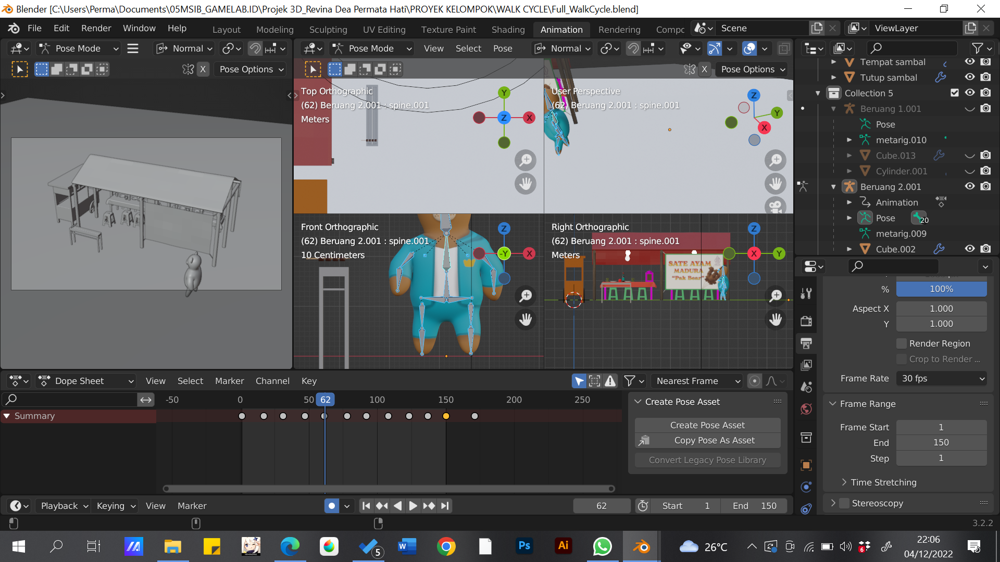 Blender [C:\Users\Perma\Documents\05MSIB_GAMELAB.ID\Projek 3D_Revina Dea Permata Hati\PROYEK KELOMPOK\WALK CYCLE\Full_WalkCycle.blend]
File Edit Render Window Help Layout Modeling Sculpting UV Editing Texture Paint Shading Animation Rendering Compc Scene ViewLayer
Pose Mode Normal Pose Mode View Select Pose Normal
X Pose Options X Pose Options
Tempat sambal
Tutup sambal
Collection 5
Beruang 1.001
Pose
metarig.010
Cube.013
Cylinder.001
Beruang 2.001
Animation
Pose 20
metarig.009
Cube.002
Top Orthographic
(62) Beruang 2.001 : spine.001
Meters
Y
Z X
User Perspective
(62) Beruang 2.001 : spine.001
Z
Y
X
Front Orthographic
(62) Beruang 2.001 : spine.001
10 Centimeters
Z
-Y X
Right Orthographic
(62) Beruang 2.001 : spine.001
Meters
Z
X Y
SATE AYAM
MADURA
"Pak Bear"
% 100%
Aspect X 1.000
Y 1.000
Render Region
Crop to Render ...
Frame Rate 30 fps
Frame Range
Frame Start 1
End 150
Step 1
Time Stretching
Stereoscopy
Dope Sheet View Select Marker Channel Key Nearest Frame
-50 0 50 62 100 150 200 250
Summary
Create Pose Asset
Create Pose Asset
Copy Pose As Asset
Convert Legacy Pose Library
Playback Keying View Marker 62 Start 1 End 150
3.2.2
5 Ps Ai 26°C 6 22:06
04/12/2022